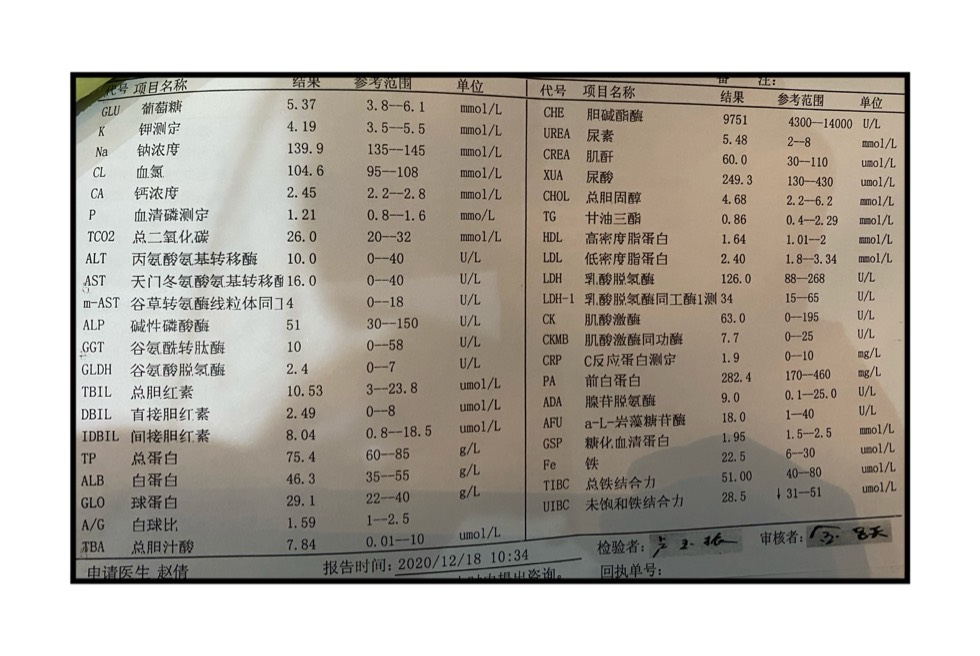 代号 项目名称 结果 参考范围 单位
GLU 葡萄糖 5.37 3.8--6.1 mmol/L
K 钾测定 4.19 3.5--5.5 mmol/L
Na 钠浓度 139.9 135--145 mmol/L
CL 血氯 104.6 95--108 mmol/L
CA 钙浓度 2.45 2.2--2.8 mmol/L
P 血清磷测定 1.21 0.8--1.6 mmo/L
TCO2 总二氧化碳 26.0 20--32 mmol/L
ALT 丙氨酸氨基转移酶 10.0 0--40 U/L
AST 天门冬氨酸氨基转移酶 16.0 0--40 U/L
m-AST 谷草转氨酶线粒体同工 4 0--18 U/L
ALP 碱性磷酸酶 51 30--150 U/L
GGT 谷氨酰转肽酶 10 0--58 U/L
GLDH 谷氨酸脱氢酶 2.4 0--7 U/L
TBIL 总胆红素 10.53 3--23.8 umol/L
DBIL 直接胆红素 2.49 0--8 umol/L
IDBIL 间接胆红素 8.04 0.8--18.5 umol/L
TP 总蛋白 75.4 60--85 g/L
ALB 白蛋白 46.3 35--55 g/L
GLO 球蛋白 29.1 22--40 g/L
A/G 白球比 1.59 1--2.5
TBA 总胆汁酸 7.84 0.01--10 umol/L
备 注:
代号 项目名称 结果 参考范围 单位
CHE 胆碱酯酶 9751 4300--14000 U/L
UREA 尿素 5.48 2--8 mmol/L
CREA 肌酐 60.0 30--110 umol/L
XUA 尿酸 249.3 130--430 umol/L
CHOL 总胆固醇 4.68 2.2--6.2 mmol/L
TG 甘油三酯 0.86 0.4--2.29 mmol/L
HDL 高密度脂蛋白 1.64 1.01--2 mmol/L
LDL 低密度脂蛋白 2.40 1.8--3.34 mmol/L
LDH 乳酸脱氢酶 126.0 88--268 U/L
LDH-1 乳酸脱氢酶同工酶1测 34 15--65 U/L
CK 肌酸激酶 63.0 0--195 U/L
CKMB 肌酸激酶同功酶 7.7 0--25 U/L
CRP C反应蛋白测定 1.9 0--10 mg/L
PA 前白蛋白 282.4 170--460 mg/L
ADA 腺苷脱氨酶 9.0 0.1--25.0 U/L
AFU a-L-岩藻糖苷酶 18.0 1--40 U/L
GSP 糖化血清蛋白 1.95 1.5--2.5 mmol/L
Fe 铁 22.5 6--30 umol/L
TIBC 总铁结合力 51.00 40--80 umol/L
UIBC 未饱和铁结合力 28.5 ↓31--51 umol/L
检验者: 审核者:
申请医生 赵倩 报告时间: 2020/12/18 10:34
提出咨询。 回执单号: